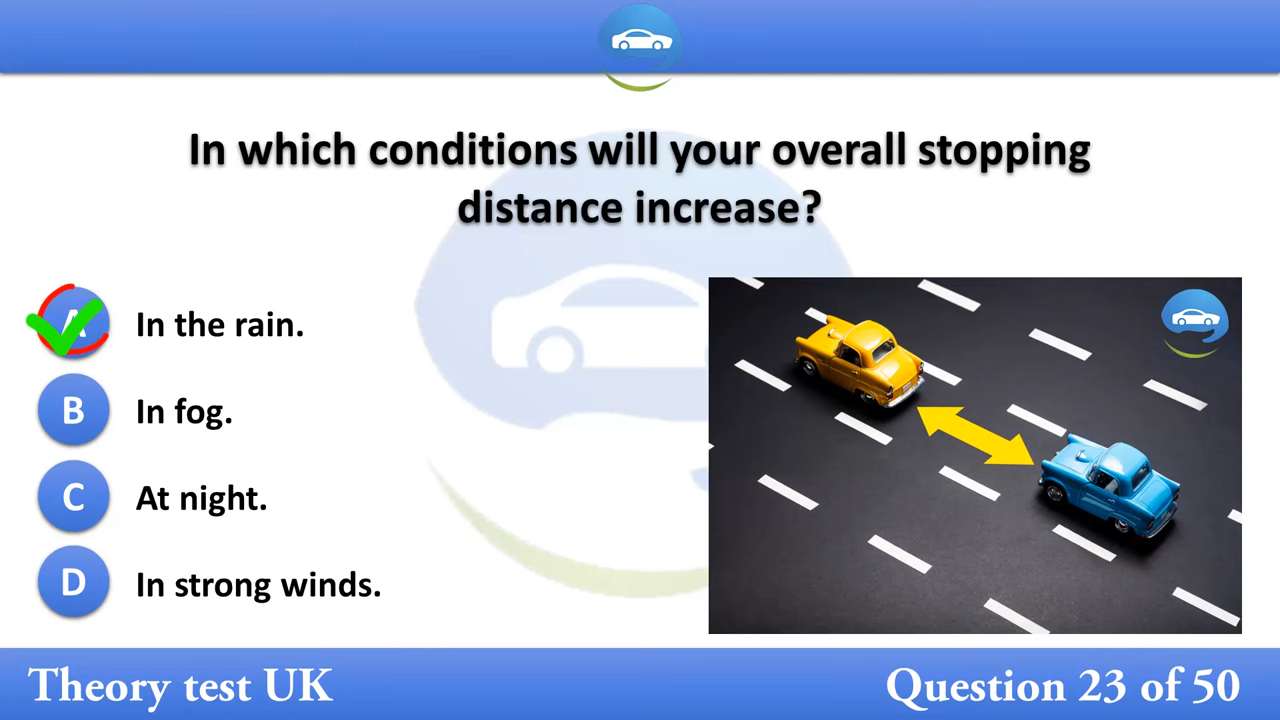 In which conditions will your overall stopping
distance increase?
A In the rain.
B In fog.
C At night.
D In strong winds.
Theory test UK
Question 23 of 50